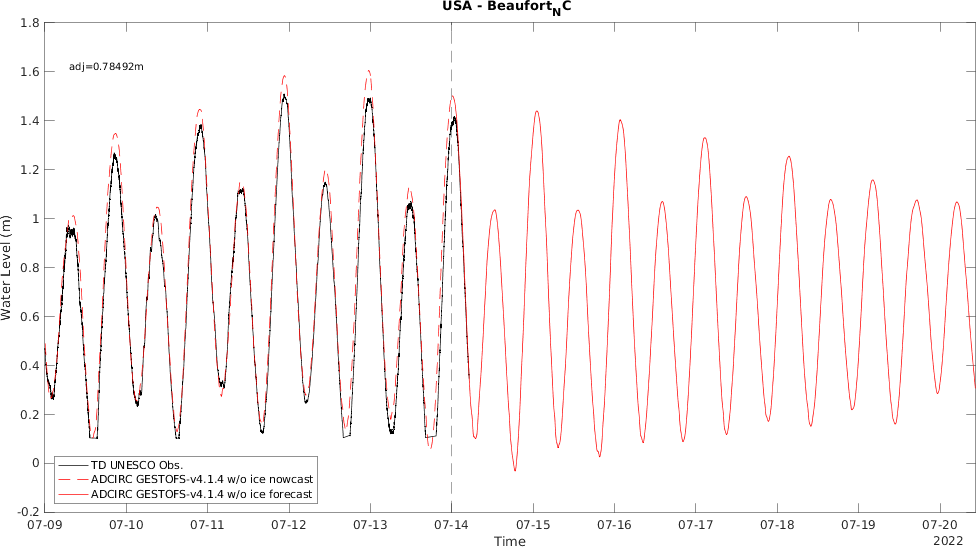 USA - Beaufort_NC
1.8
1.6
1.4
1.2
1
0.8
0.6
0.4
0.2
0
-0.2
Water Level (m)
adj=0.78492m
TD UNESCO Obs.
ADCIRC GESTOFS-v4.1.4 w/o ice nowcast
ADCIRC GESTOFS-v4.1.4 w/o ice forecast
07-09 07-10 07-11 07-12 07-13 07-14 07-15 07-16 07-17 07-18 07-19 07-20
Time
2022